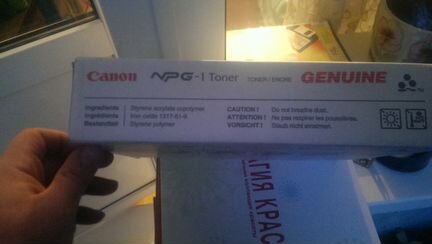 Canon NPG-1 Toner TONER / ENCRE GENUINE
Ingredients Styrene acrylate copolymer CAUTION ! Do not breathe dust.
Ingrédients Iron oxide 1317-61-9 ATTENTION ! Ne pas respirer les poussières.
Bestandteil Styrene polymer VORSICHT ! Staub nicht einatmen.
АГИЯ КРАС